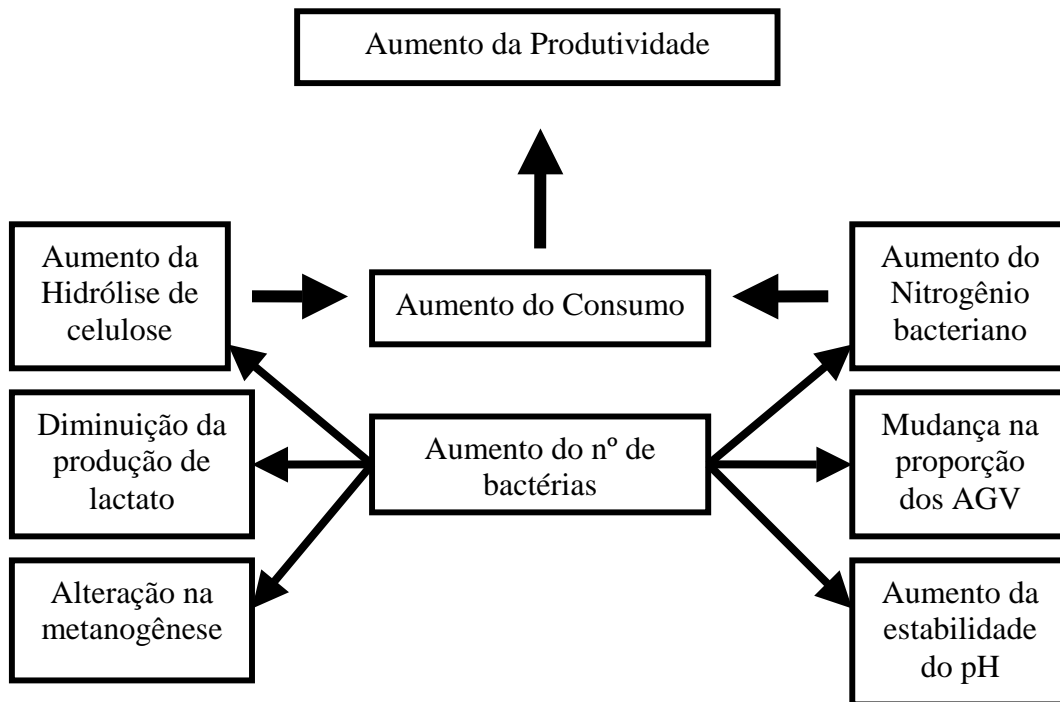 Aumento da Produtividade
Aumento da
Hidrólise de
celulose
Aumento do Consumo
Aumento do
Nitrogênio
bacteriano
Diminuição da
produção de
lactato
Aumento do nº de
bactérias
Mudança na
proporção
dos AGV
Alteração na
metanogênese
Aumento da
estabilidade
do pH